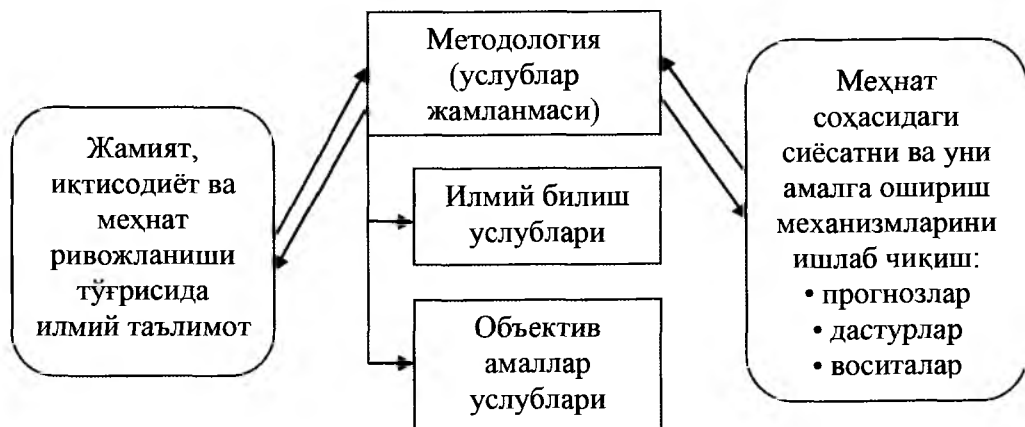 Жамият,
иқтисодиёт ва
меҳнат
ривожланиши
тўғрисида
илмий таълимот
Методология
(услублар
жамланмаси)
Илмий билиш
услублари
Объектив
амаллар
услублари
Меҳнат
соҳасидаги
сиёсатни ва уни
амалга ошириш
механизмларини
ишлаб чиқиш:
• прогнозлар
• дастурлар
• воситалар